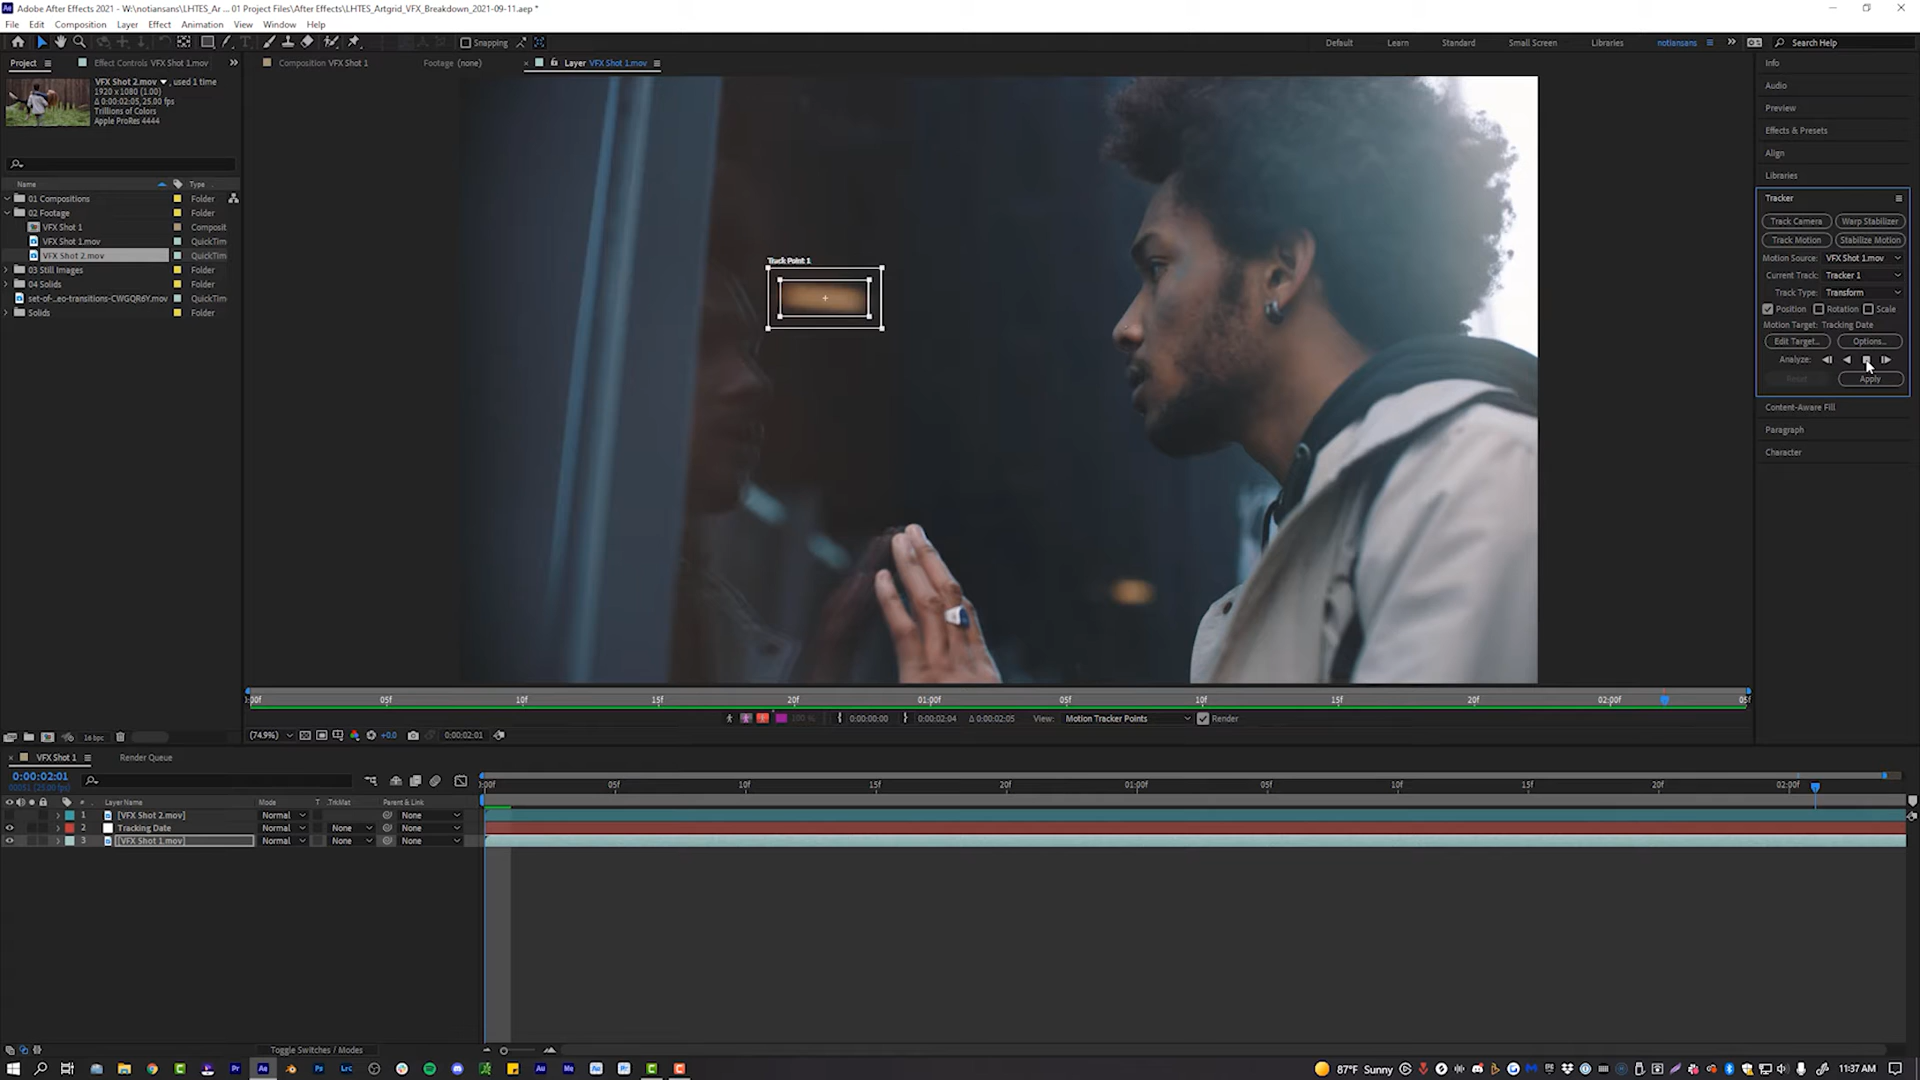 Adobe After Effects 2021 - W:\notiansans\LHTES_Ar ... 01 Project Files\After Effects\LHTES_Artgrid_VFX_Breakdown_2021-09-11.aep *
File Edit Composition Layer Effect Animation View Window Help
Snapping
Default Learn Standard Small Screen Libraries notiansans Search Help
Project Effect Controls VFX Shot 1.mov
Composition VFX Shot 1 Footage (none) Layer VFX Shot 1.mov
VFX Shot 2.mov , used 1 time
1920 x 1080 (1.00)
Δ 0:00:02:05, 25.00 fps
Trillions of Colors
Apple ProRes 4444
Name Type
01 Compositions Folder
02 Footage Folder
VFX Shot 1 Composit
VFX Shot 1.mov QuickTim
VFX Shot 2.mov QuickTim
03 Still Images Folder
04 Solids Folder
set-of-..eo-transitions-CWGQR6Y.mov QuickTim
Solids Folder
Track Point 1
Info
Audio
Preview
Effects & Presets
Align
Libraries
Tracker
Track Camera Warp Stabilizer
Track Motion Stabilize Motion
Motion Source: VFX Shot 1.mov
Current Track: Tracker 1
Track Type: Transform
Position Rotation Scale
Motion Target: Tracking Date
Edit Target... Options...
Analyze:
Reset Apply
Content-Aware Fill
Paragraph
Character
:00f 05f 10f 15f 20f 01:00f 05f 10f 15f 20f 02:00f 05f
100 % 0:00:00:00 0:00:02:04 Δ 0:00:02:05 View: Motion Tracker Points Render
16 bpc (74.9%) +0.0 0:00:02:01
VFX Shot 1 Render Queue
0:00:02:01
00051 (25.00 fps)
:00f 05f 10f 15f 20f 01:00f 05f 10f 15f 20f 02:00f
# Layer Name Mode T .TrkMat Parent & Link
1 [VFX Shot 2.mov] Normal None
2 Tracking Date Normal None None
3 [VFX Shot 1.mov] Normal None None
Toggle Switches / Modes
87°F Sunny 11:37 AM